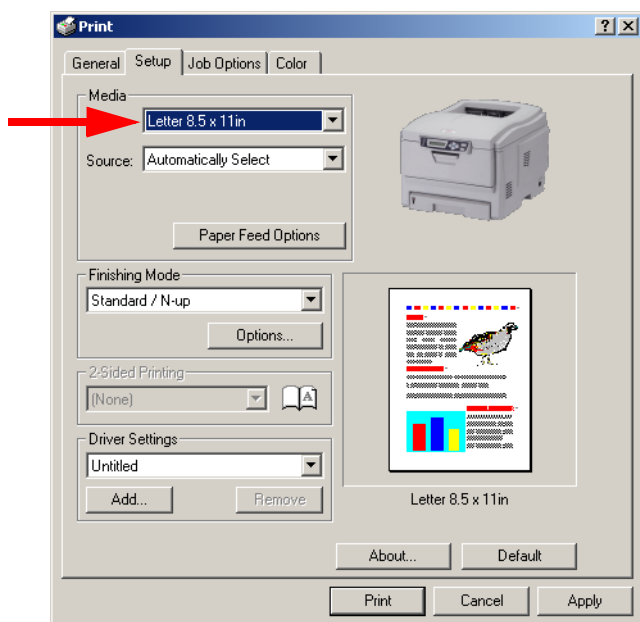 Print
General Setup Job Options Color
Media
Letter 8.5 x 11in
Source: Automatically Select
Paper Feed Options
Finishing Mode
Standard / N-up
Options...
2-Sided Printing
(None)
A
Driver Settings
Untitled
Add... Remove
Letter 8.5 x 11in
About... Default
Print Cancel Apply